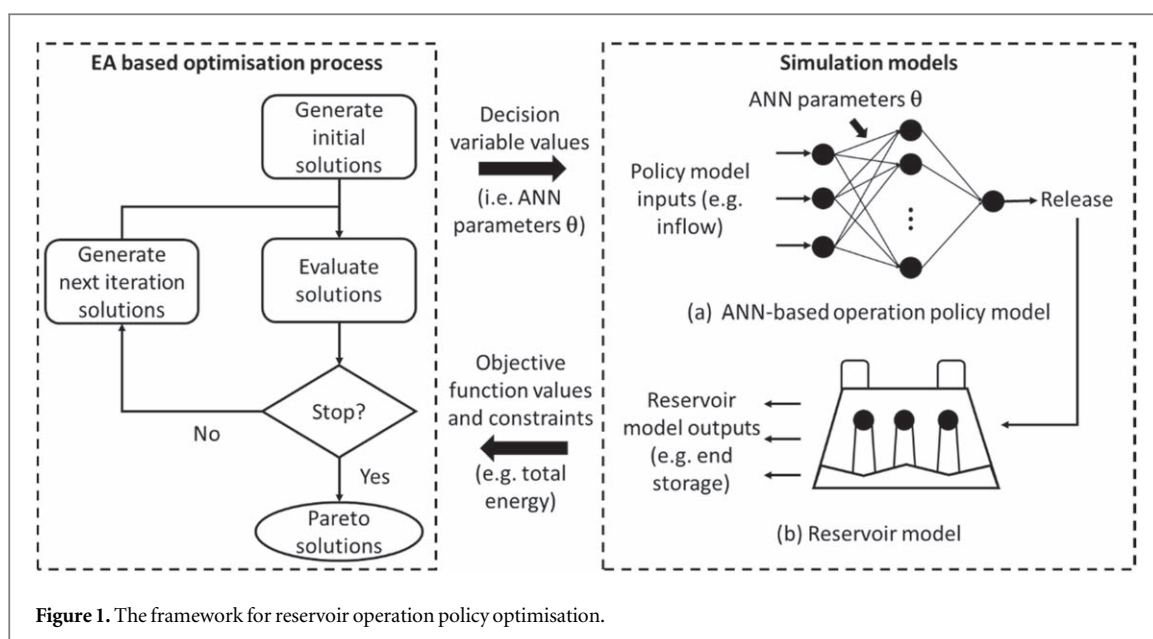 EA based optimisation process
Generate
initial
solutions
Generate
next iteration
solutions
Evaluate
solutions
Stop?
No
Yes
Pareto
solutions
Decision
variable values
(i.e. ANN
parameters θ)
Objective
function values
and constraints
(e.g. total
energy)
Simulation models
ANN parameters θ
Policy model
inputs (e.g.
inflow)
Release
(a) ANN-based operation policy model
Reservoir
model outputs
(e.g. end
storage)
(b) Reservoir model
Figure 1. The framework for reservoir operation policy optimisation.